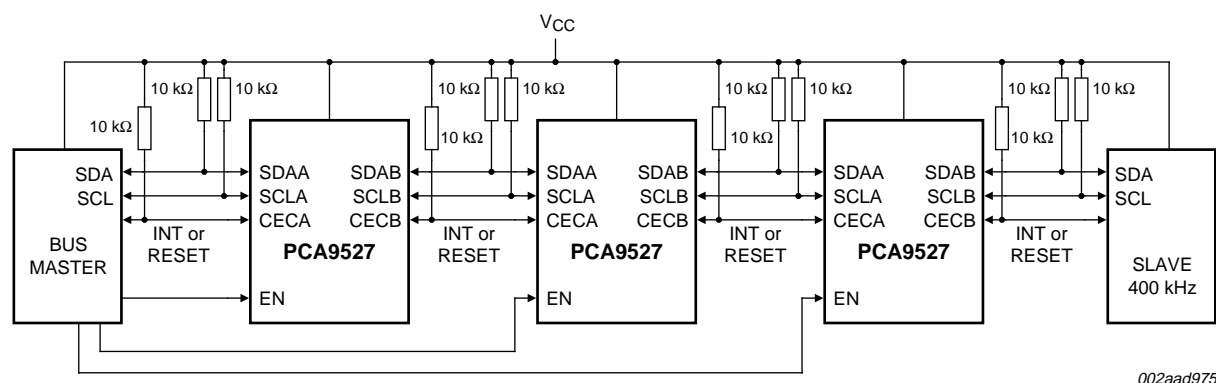 VCC
10 kΩ 10 kΩ 10 kΩ 10 kΩ 10 kΩ 10 kΩ 10 kΩ 10 kΩ
10 kΩ 10 kΩ 10 kΩ 10 kΩ
SDA SDAA SDAB SDAA SDAB SDAA SDAB SDA
SCL SCLA SCLB SCLA SCLB SCLA SCLB SCL
CECA CECB CECA CECB CECA CECB
BUS MASTER
INT or RESET
PCA9527
INT or RESET
PCA9527
INT or RESET
PCA9527
INT or RESET
SLAVE
400 kHz
EN EN EN
002aad975